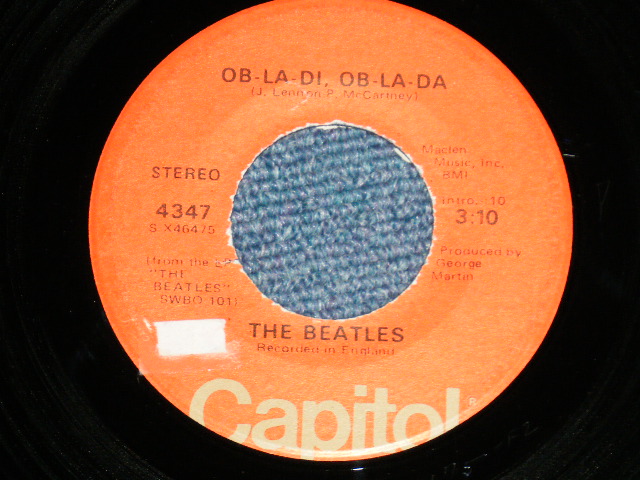 OB-LA-DI, OB-LA-DA
(J. Lennon-P. McCartney)
Maclen
Music, Inc.
BMI
STEREO
4347
S X46475
Intro. :10
3:10
(from the LP
"THE
BEATLES"
SWBO 101)
Produced by
George
Martin
THE BEATLES
Recorded in England
Capitol